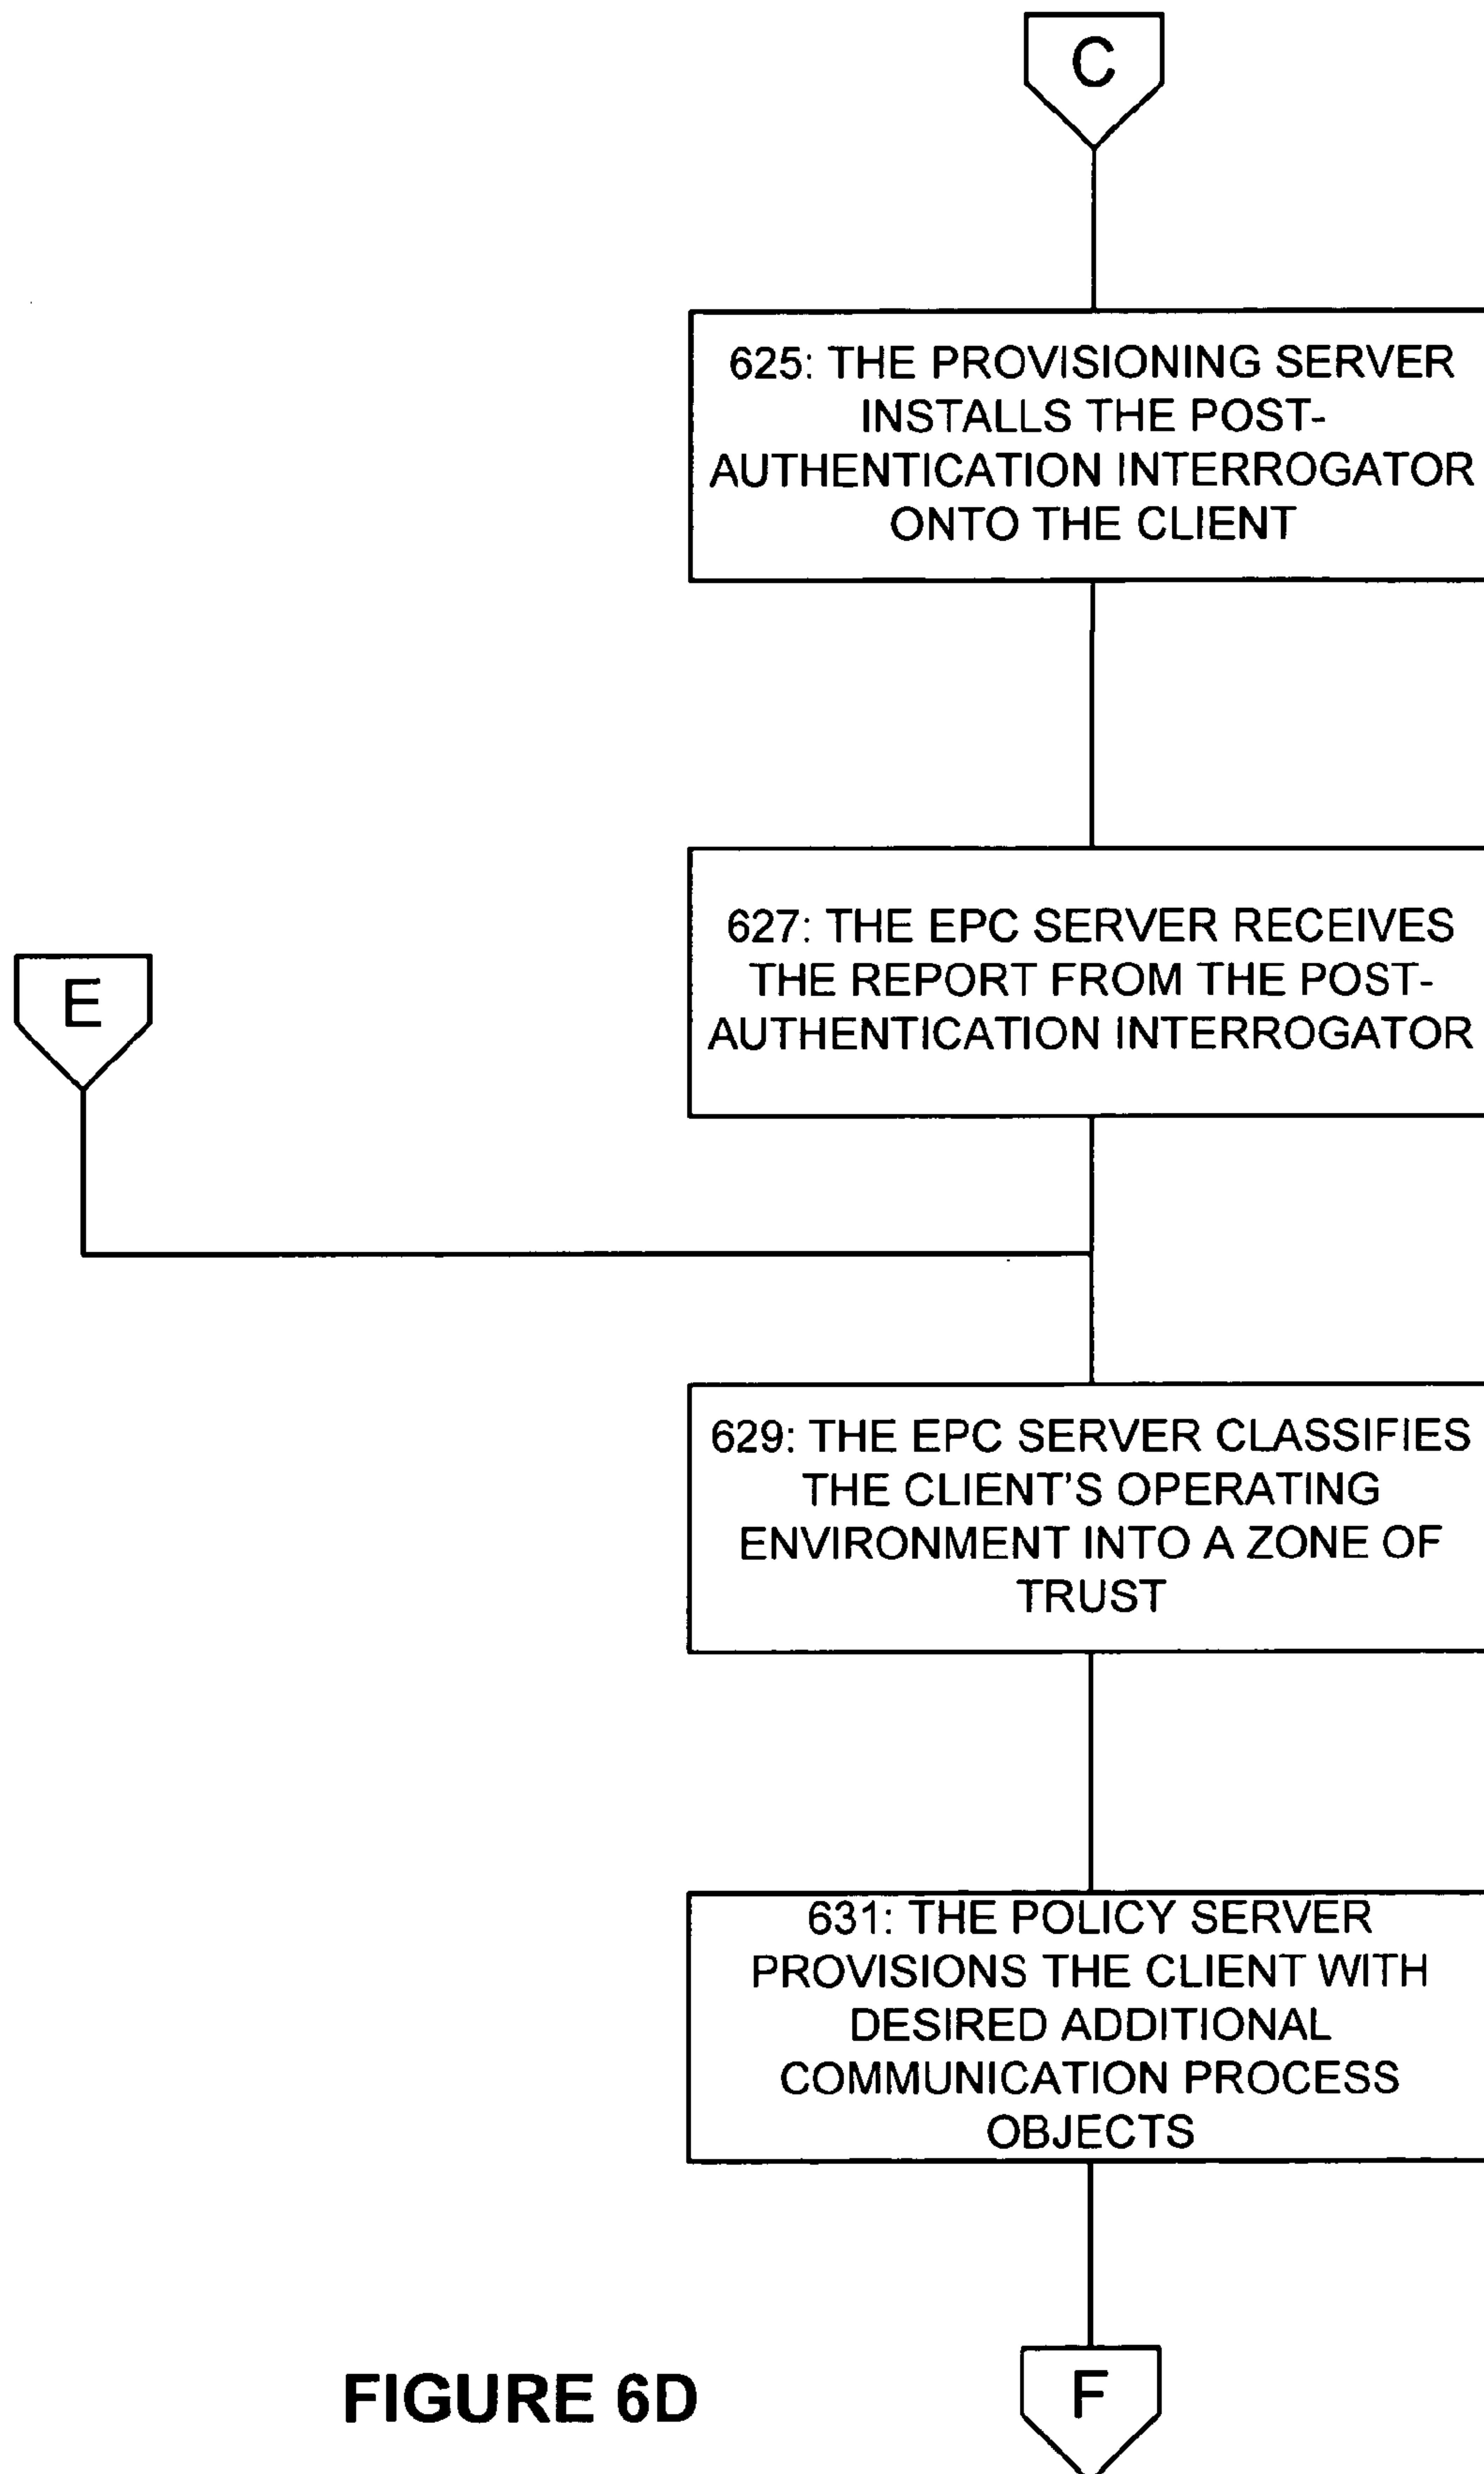 C
625: THE PROVISIONING SERVER
INSTALLS THE POST-
AUTHENTICATION INTERROGATOR
ONTO THE CLIENT
627: THE EPC SERVER RECEIVES
THE REPORT FROM THE POST-
AUTHENTICATION INTERROGATOR
E
629: THE EPC SERVER CLASSIFIES
THE CLIENT'S OPERATING
ENVIRONMENT INTO A ZONE OF
TRUST
631: THE POLICY SERVER
PROVISIONS THE CLIENT WITH
DESIRED ADDITIONAL
COMMUNICATION PROCESS
OBJECTS
FIGURE 6D
F